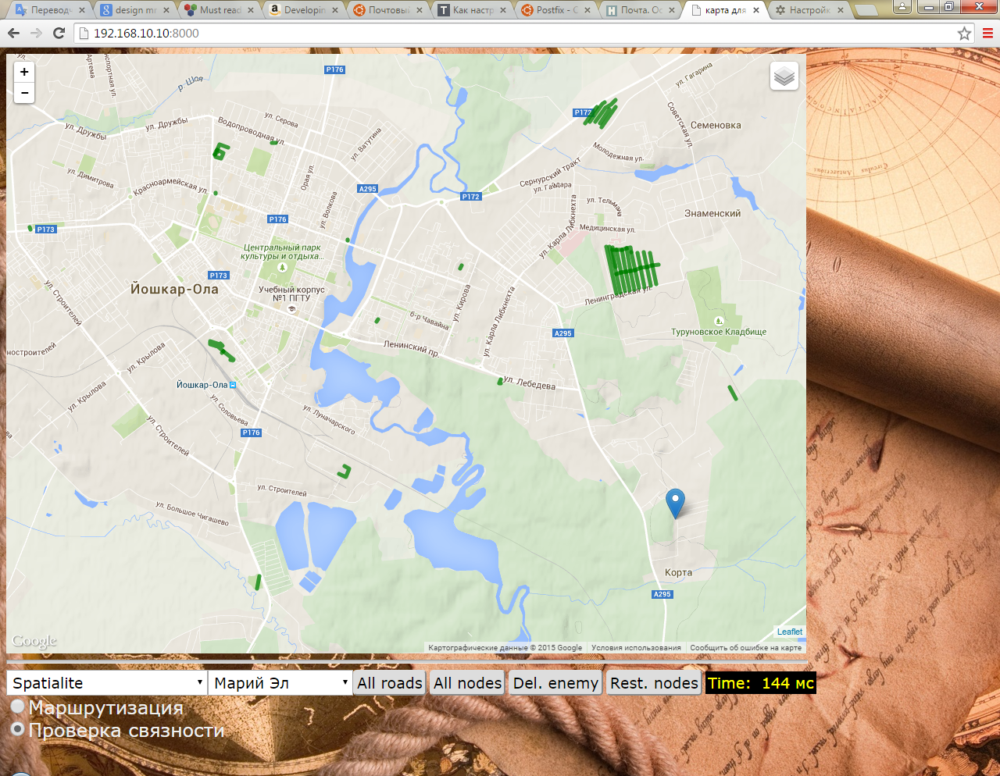 Переводч
design mr
Must read
Developin
Почтовый
Как настр
Postfix - C
Почта. Ос
карта для
Настройк
192.168.10.10:8000
+
-
Артема
нспортная ул.
р. Шоя
P176
ул. Гагарина
P172
Советская ул.
Семеновка
ул. Дружбы
ул. Дружбы
Водопроводная ул.
ул. Серова
ул. Ватутина
6
Молодежная ул.
ул. Димитрова
Красноармейская ул.
Орая ул.
ул. Волкова
A295
Сернурский тракт
ул. Гайдара
P172
ул. Тельмана
Знаменский
P173
P176
Медицинская ул.
ул. Карла Либкнехта
Центральный парк
культуры и отдыха...
P173
Йошкар-Ола
Учебный корпус
№1 ПГТУ
ул. Строителей
б-р Чавайна
ул. Кирова
ул. Карла Либкнехта
Ленинградская ул.
A295
Туруновское Кладбище
Ленинский пр.
ностроителей
ул. Крылова
ул. Лебедева
Йошкар-Ола
ул. Крылова
ул. Соловьева
ул. Луначарского
P176
ул. Строителей
ул. Строителей
ул. Большое Чигашево
Корта
A295
Leaflet
Google
Картографические данные © 2015 Google
Условия использования
Сообщить об ошибке на карте
Spatialite
Марий Эл
All roads
All nodes
Del. enemy
Rest. nodes
Time: 144 мс
Маршрутизация
Проверка связности